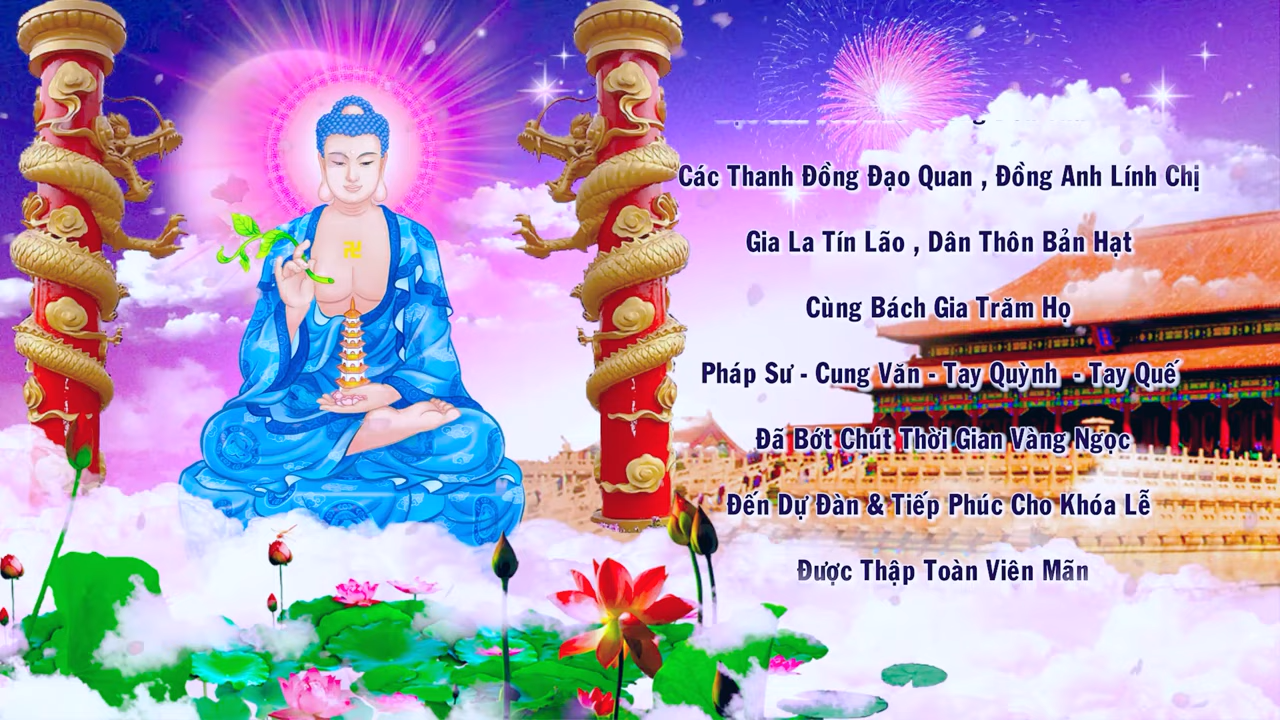 Các Thanh Đồng Đạo Quan , Đồng Anh Lính Chị
Gia La Tín Lão , Dân Thôn Bản Hạt
Cùng Bách Gia Trăm Họ
Pháp Sư - Cung Văn - Tay Quỳnh - Tay Quế
Đã Bớt Chút Thời Gian Vàng Ngọc
Đến Dự Đàn & Tiếp Phúc Cho Khóa Lễ
Được Thập Toàn Viên Mãn